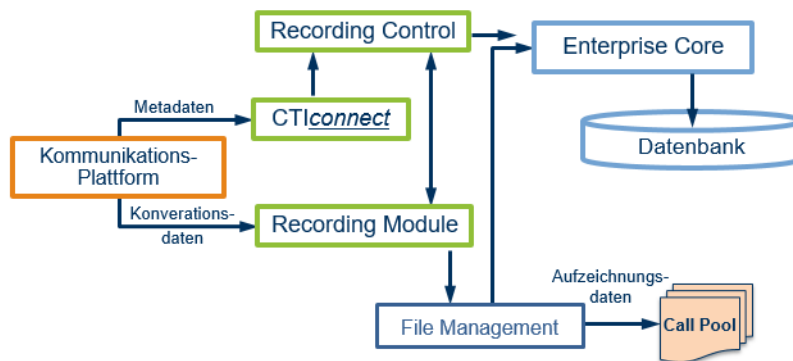 Recording Control
Enterprise Core
Metadaten
CTIconnect
Kommunikations-
Plattform
Datenbank
Konverations-
daten
Recording Module
Aufzeichnungs-
daten
File Management
Call Pool